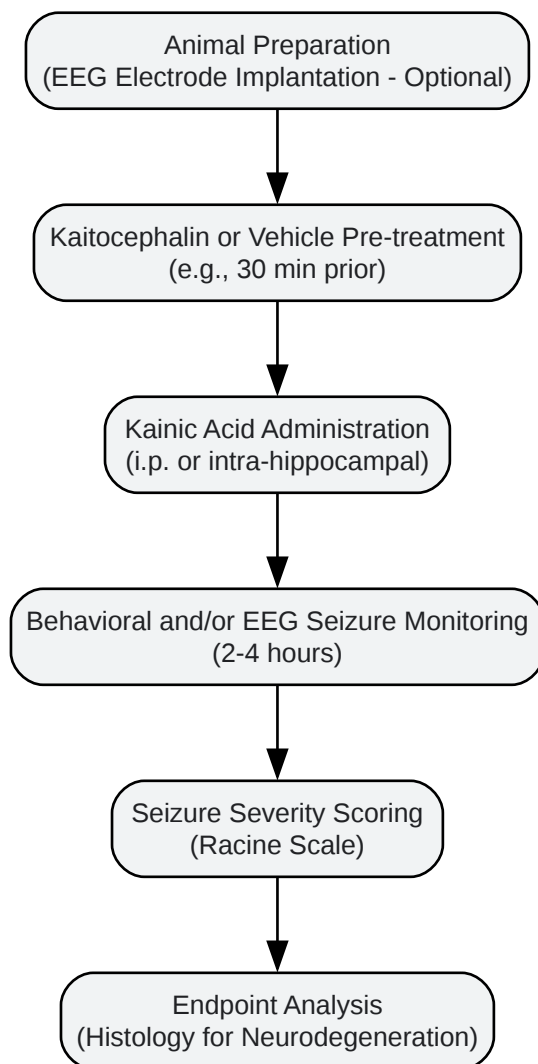 Animal Preparation
(EEG Electrode Implantation - Optional)
Kaitocephalin or Vehicle Pre-treatment
(e.g., 30 min prior)
Kainic Acid Administration
(i.p. or intra-hippocampal)
Behavioral and/or EEG Seizure Monitoring
(2-4 hours)
Seizure Severity Scoring
(Racine Scale)
Endpoint Analysis
(Histology for Neurodegeneration)